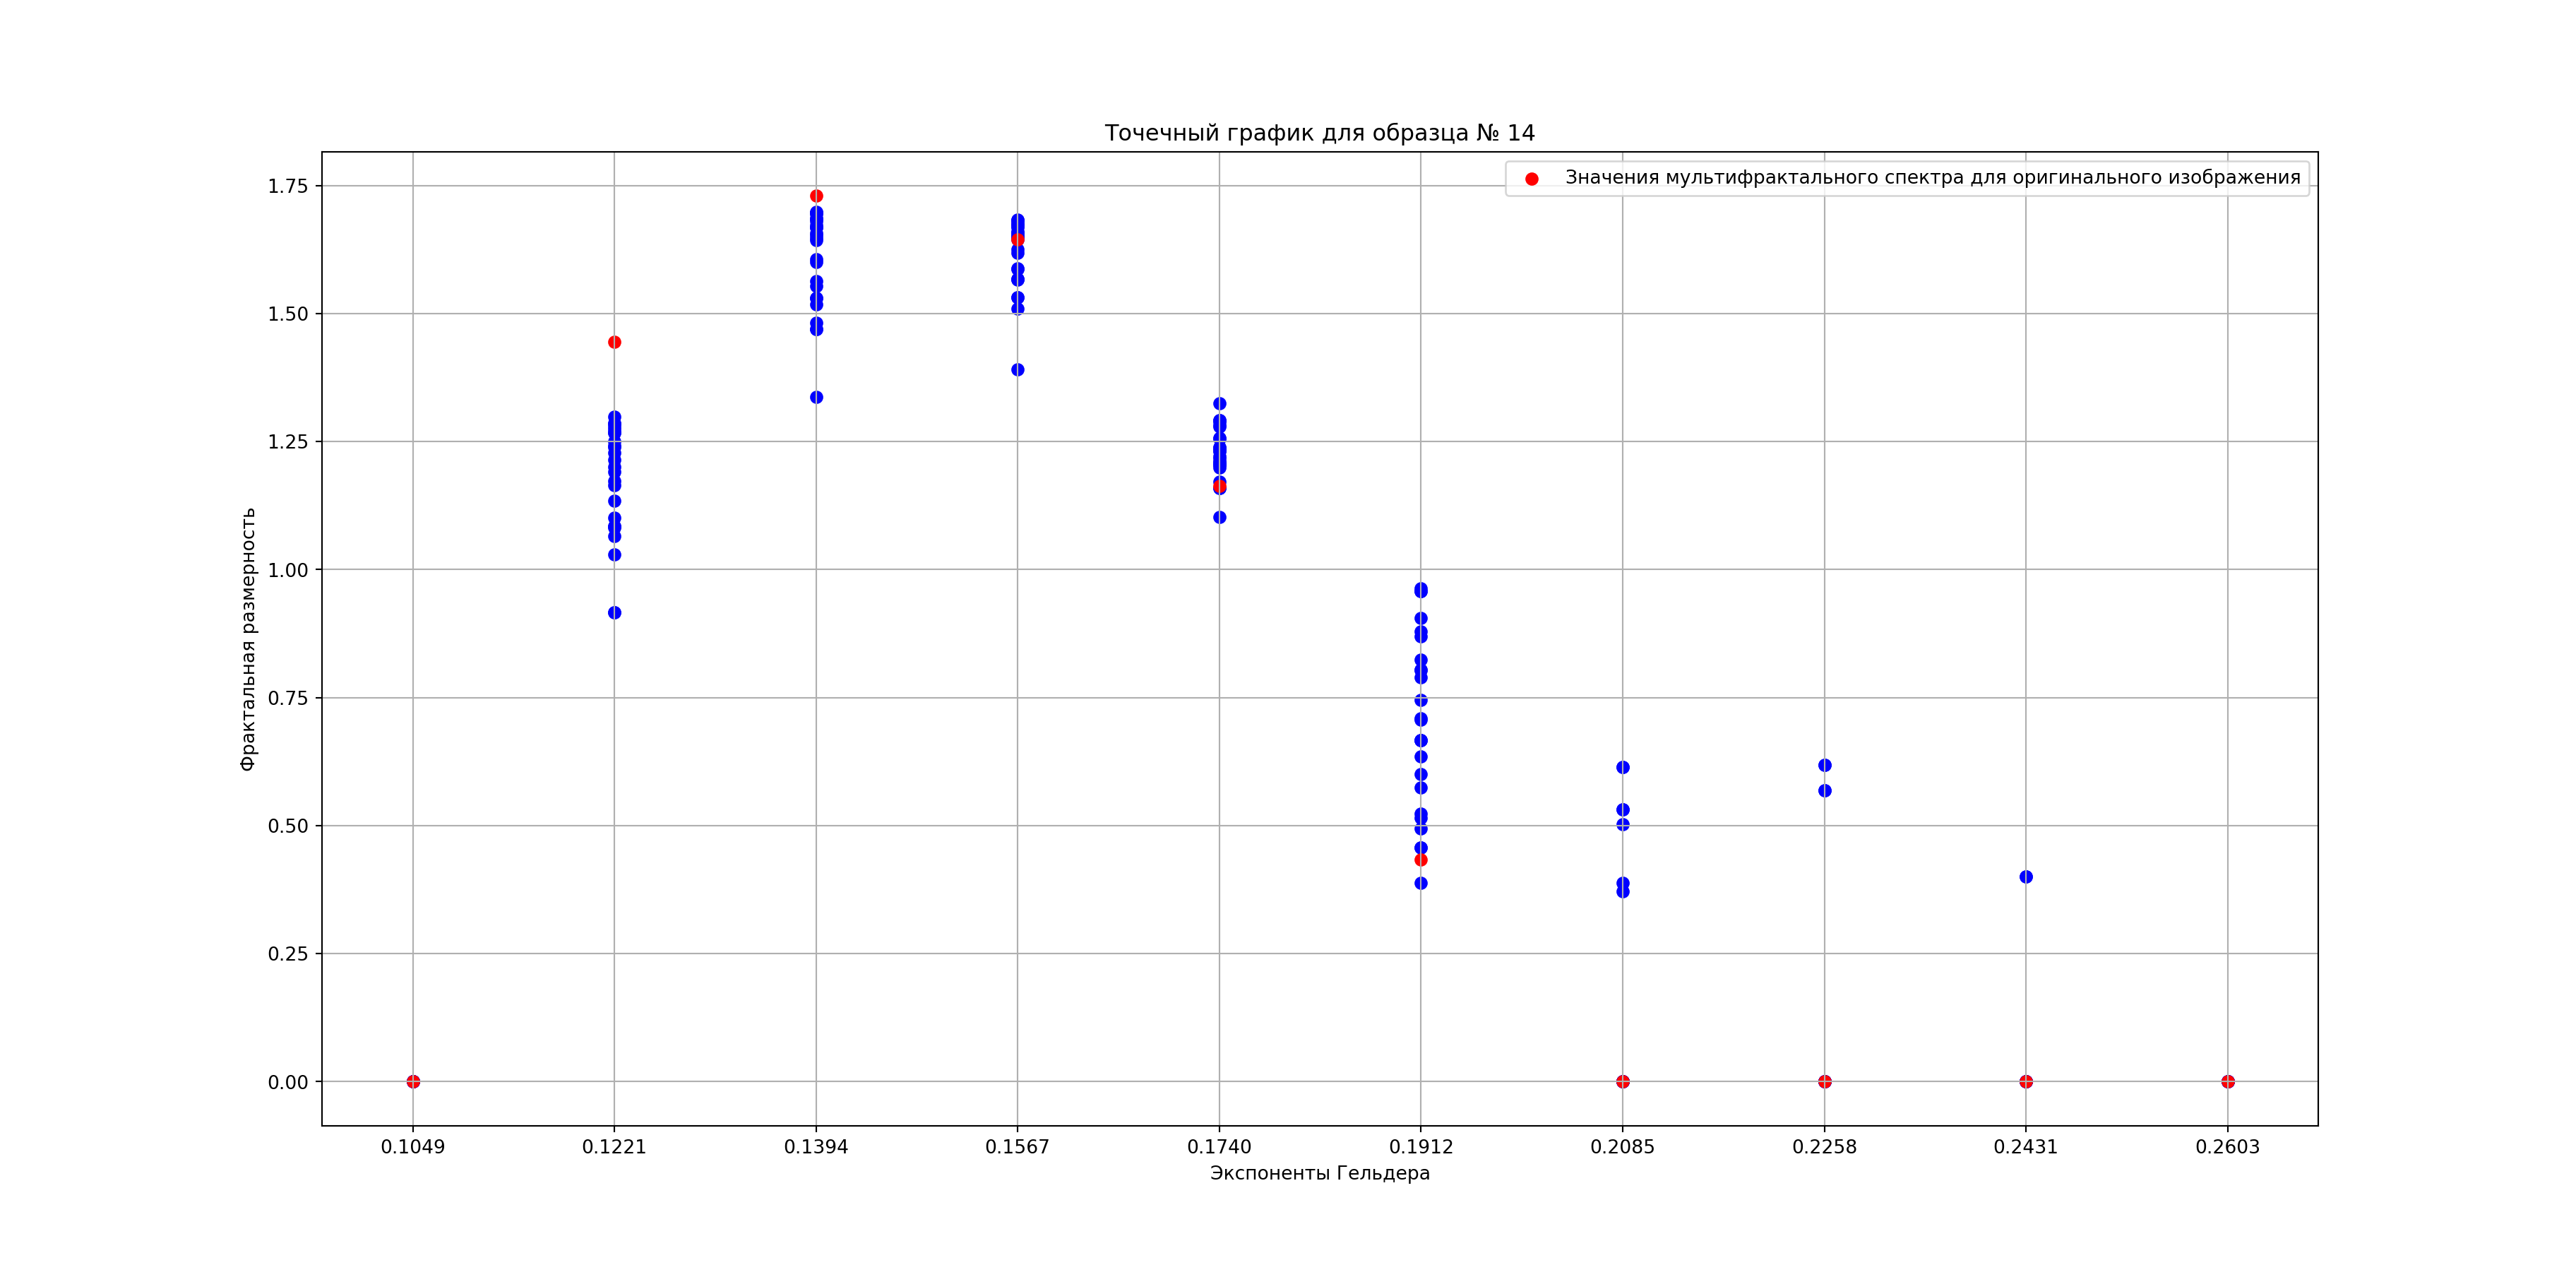 Точечный график для образца № 14
Значения мультифрактального спектра для оригинального изображения
Фрактальная размерность
1.75
1.50
1.25
1.00
0.75
0.50
0.25
0.00
0.1049 0.1221 0.1394 0.1567 0.1740 0.1912 0.2085 0.2258 0.2431 0.2603
Экспоненты Гельдера